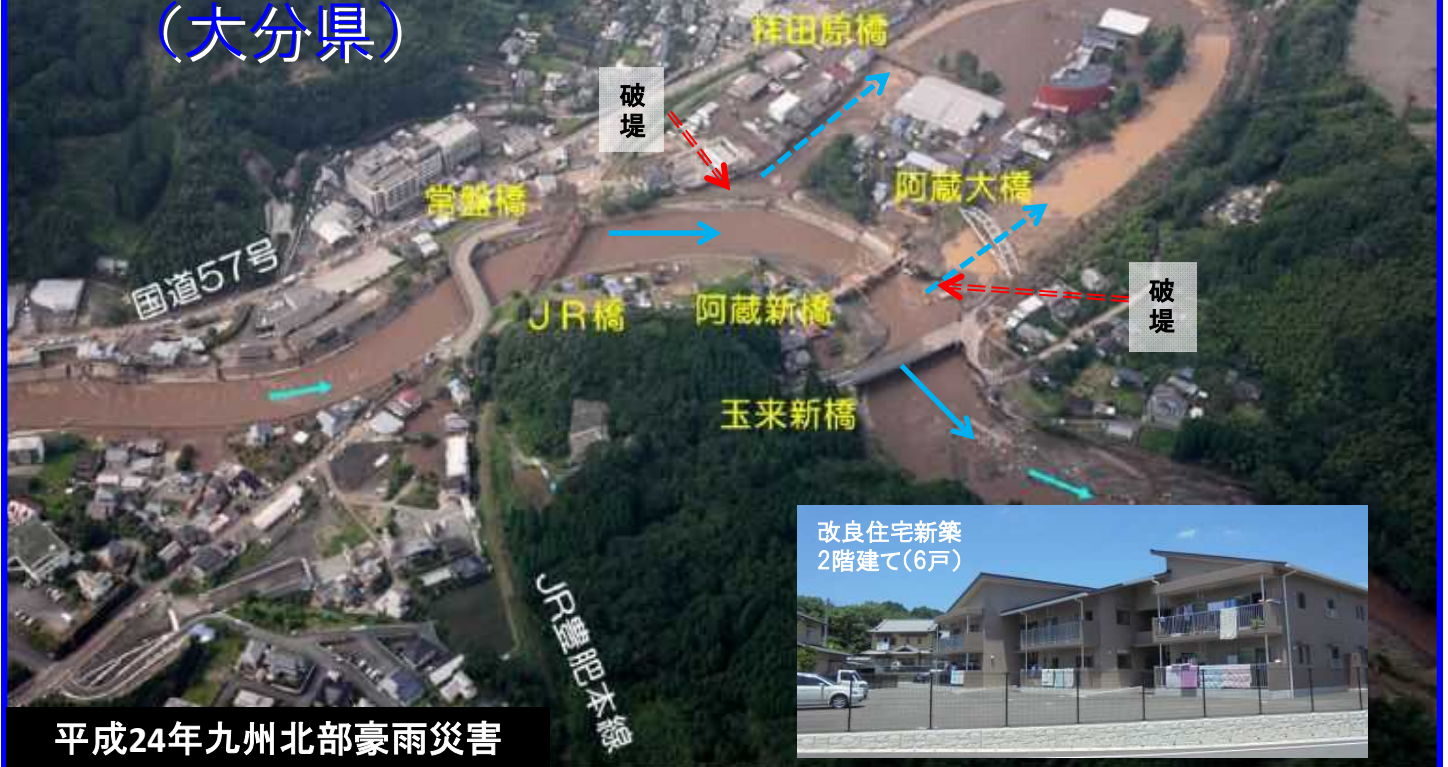 （大分県）
拝田原橋
破
堤
常盤橋
阿蔵大橋
国道57号
JR橋
阿蔵新橋
破
堤
玉来新橋
改良住宅新築
2階建て(6戸)
JR豊肥本線
平成24年九州北部豪雨災害